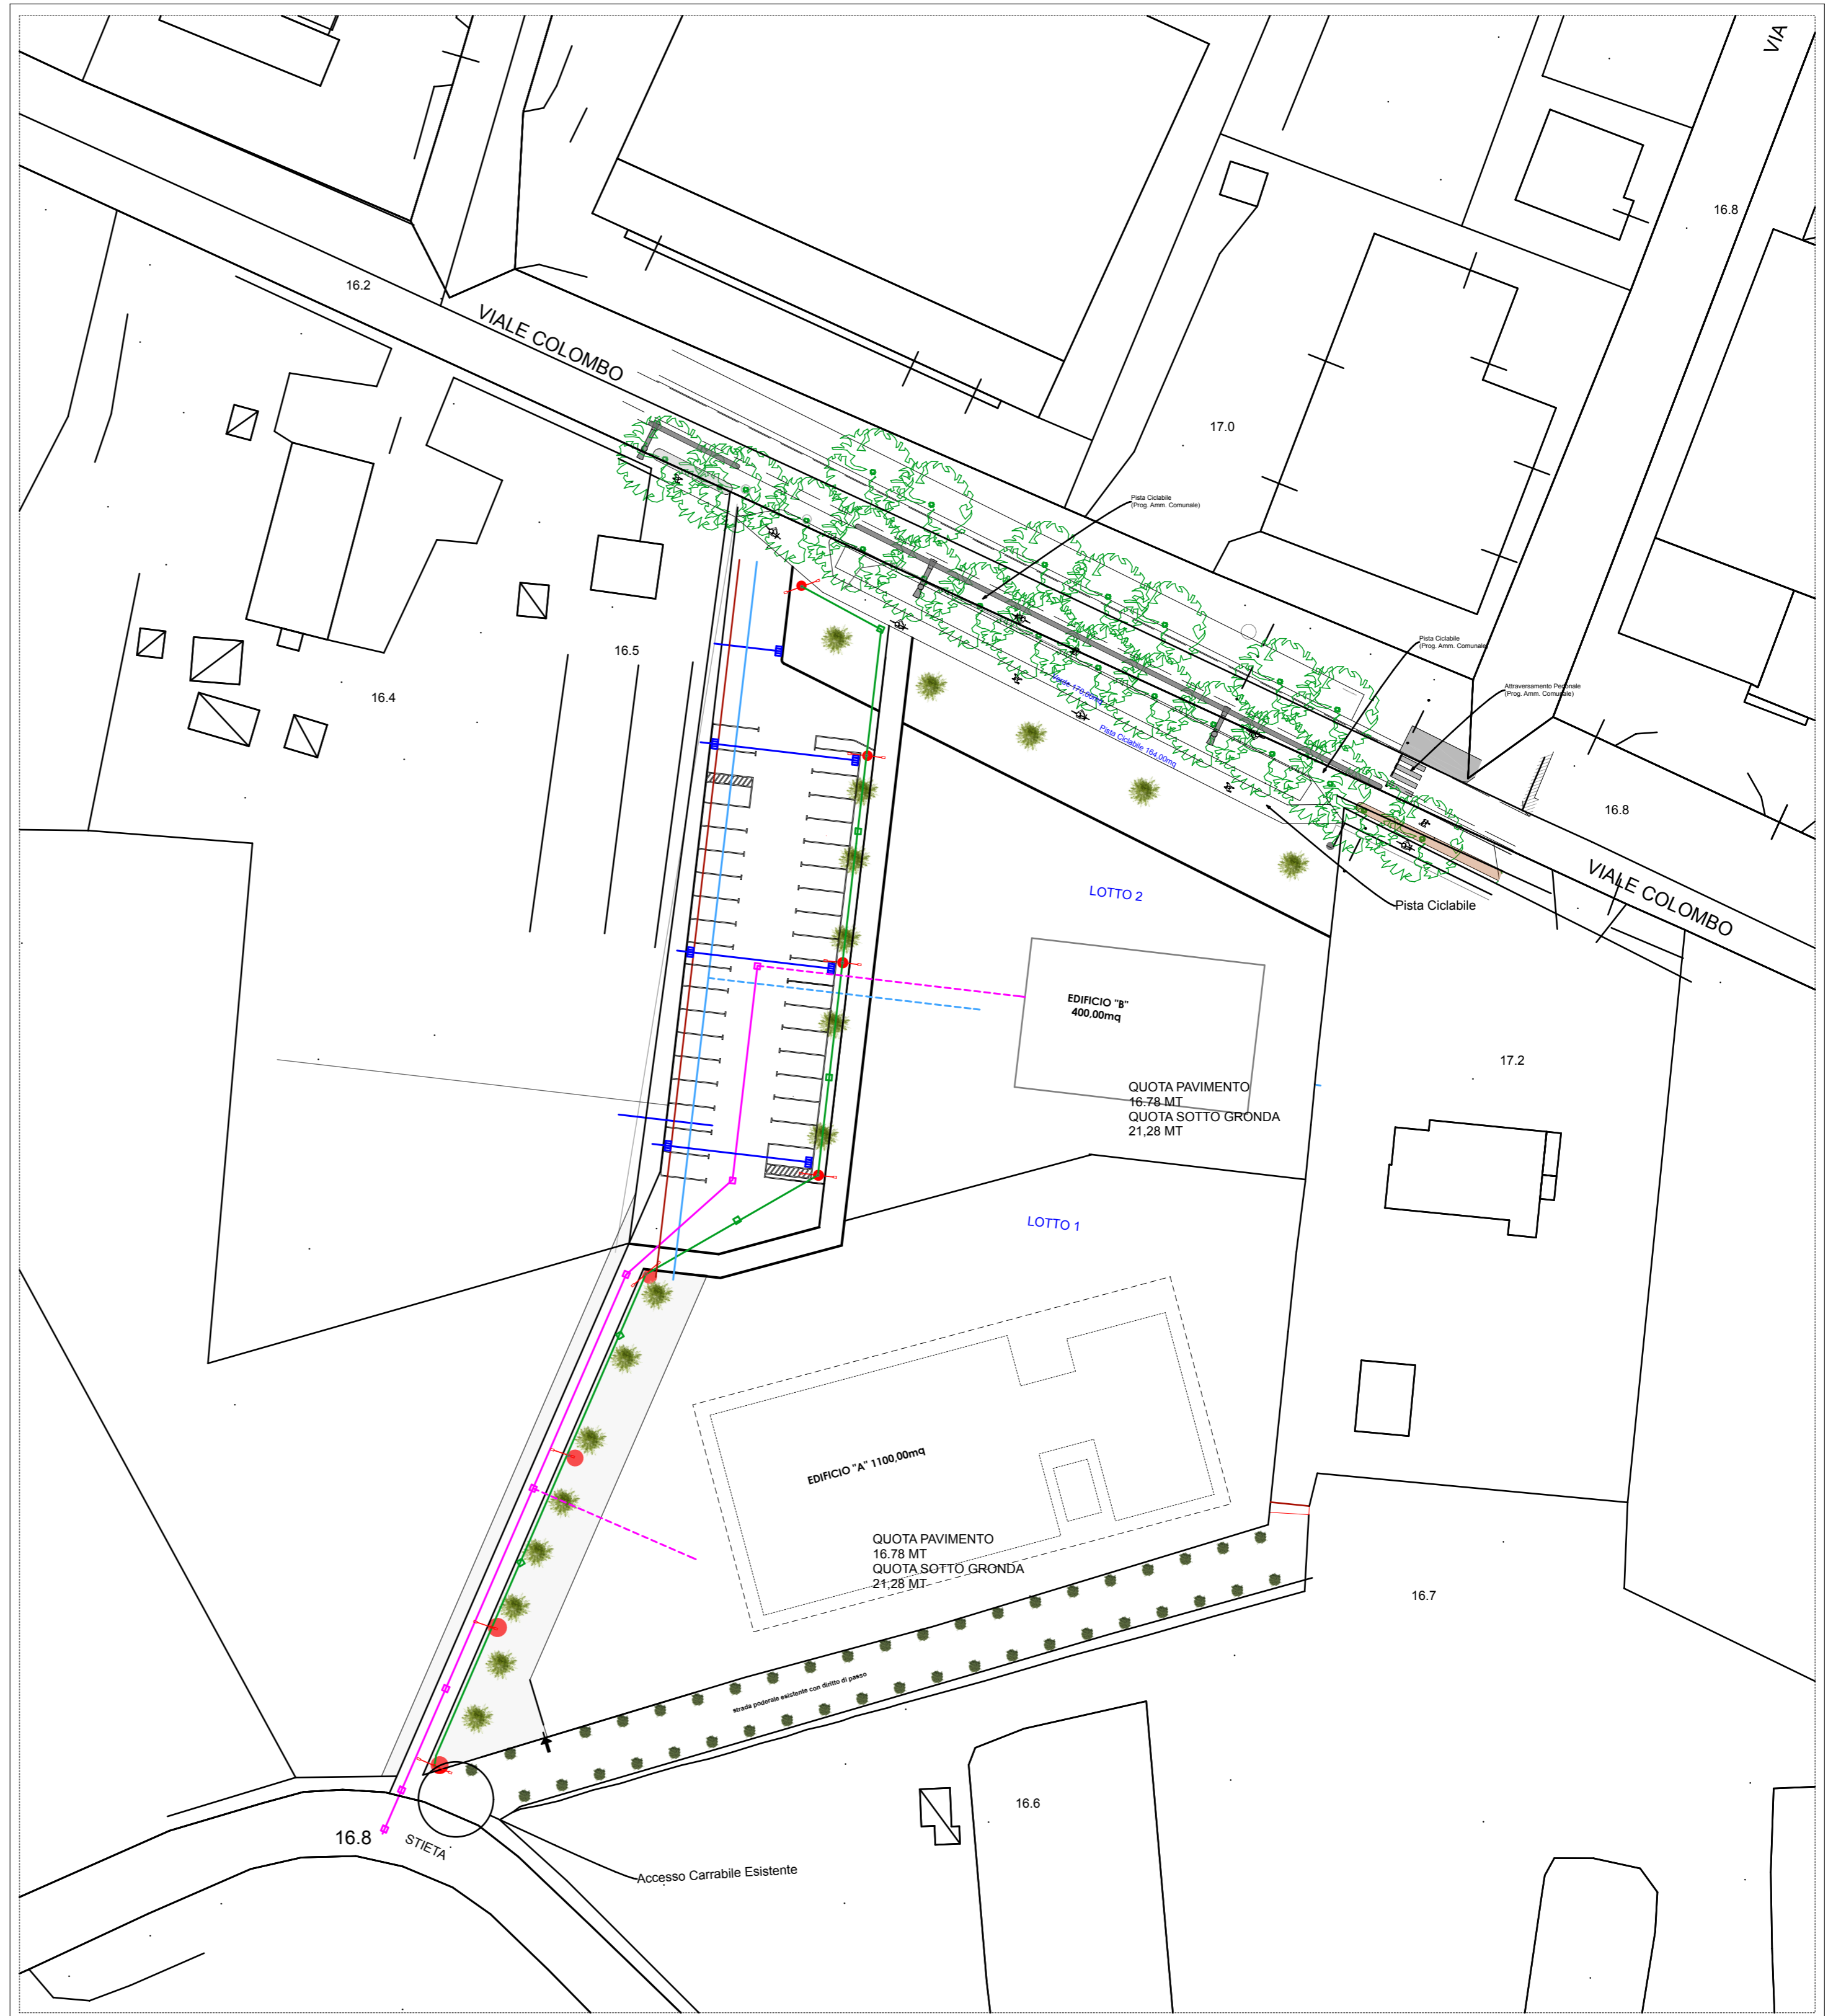 VIA
16.8
16.2
VIALE COLOMBO
17.0
Pista Ciclabile
(Prog. Amm. Comunale)
Pista Ciclabile
(Prog. Amm. Comunale)
16.5
16.4
Attraversamento Pedonale
(Prog. Amm. Comunale)
Verde 170,00mq
Pista Ciclabile 164,00mq
16.8
VIALE COLOMBO
LOTTO 2
Pista Ciclabile
EDIFICIO "B"
400,00mq
17.2
QUOTA PAVIMENTO
16.78 MT
QUOTA SOTTO GRONDA
21,28 MT
LOTTO 1
EDIFICIO "A" 1100,00mq
QUOTA PAVIMENTO
16.78 MT
QUOTA SOTTO GRONDA
21,28 MT
16.7
strada poderale esistente con diritto di passo
16.6
16.8
STIETA
Accesso Carrabile Esistente